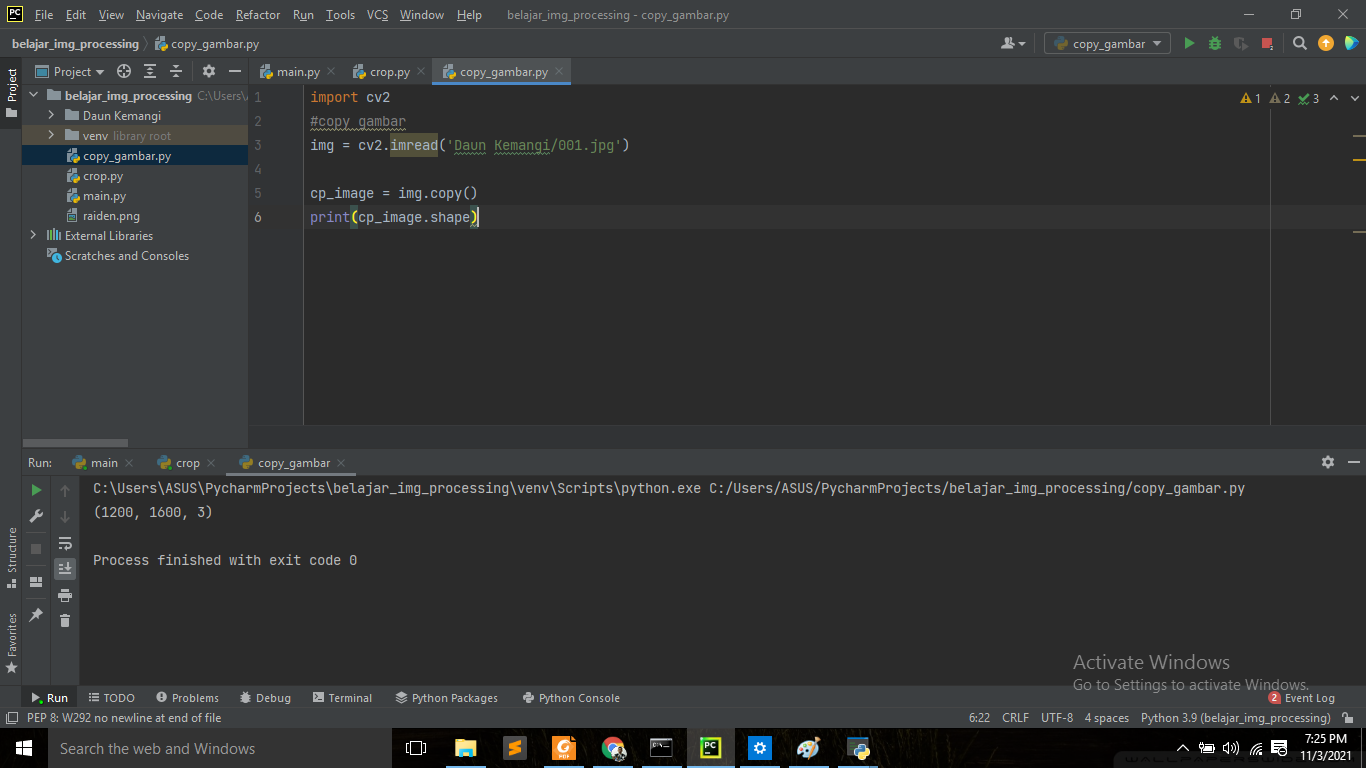 File Edit View Navigate Code Refactor Run Tools VCS Window Help belajar_img_processing - copy_gambar.py
belajar_img_processing copy_gambar.py copy_gambar
Project main.py crop.py copy_gambar.py
Project
belajar_img_processing C:\Users\
Daun Kemangi
venv library root
copy_gambar.py
crop.py
main.py
raiden.png
External Libraries
Scratches and Consoles
1 import cv2
2 #copy gambar
3 img = cv2.imread('Daun Kemangi/001.jpg')
4
5 cp_image = img.copy()
6 print(cp_image.shape)
1 2 3
Run: main crop copy_gambar
C:\Users\ASUS\PycharmProjects\belajar_img_processing\venv\Scripts\python.exe C:/Users/ASUS/PycharmProjects/belajar_img_processing/copy_gambar.py
(1200, 1600, 3)
Process finished with exit code 0
Structure
Favorites
Activate Windows
Go to Settings to activate Windows.
Run TODO Problems Debug Terminal Python Packages Python Console 2 Event Log
PEP 8: W292 no newline at end of file 6:22 CRLF UTF-8 4 spaces Python 3.9 (belajar_img_processing)
Search the web and Windows
7:25 PM
11/3/2021